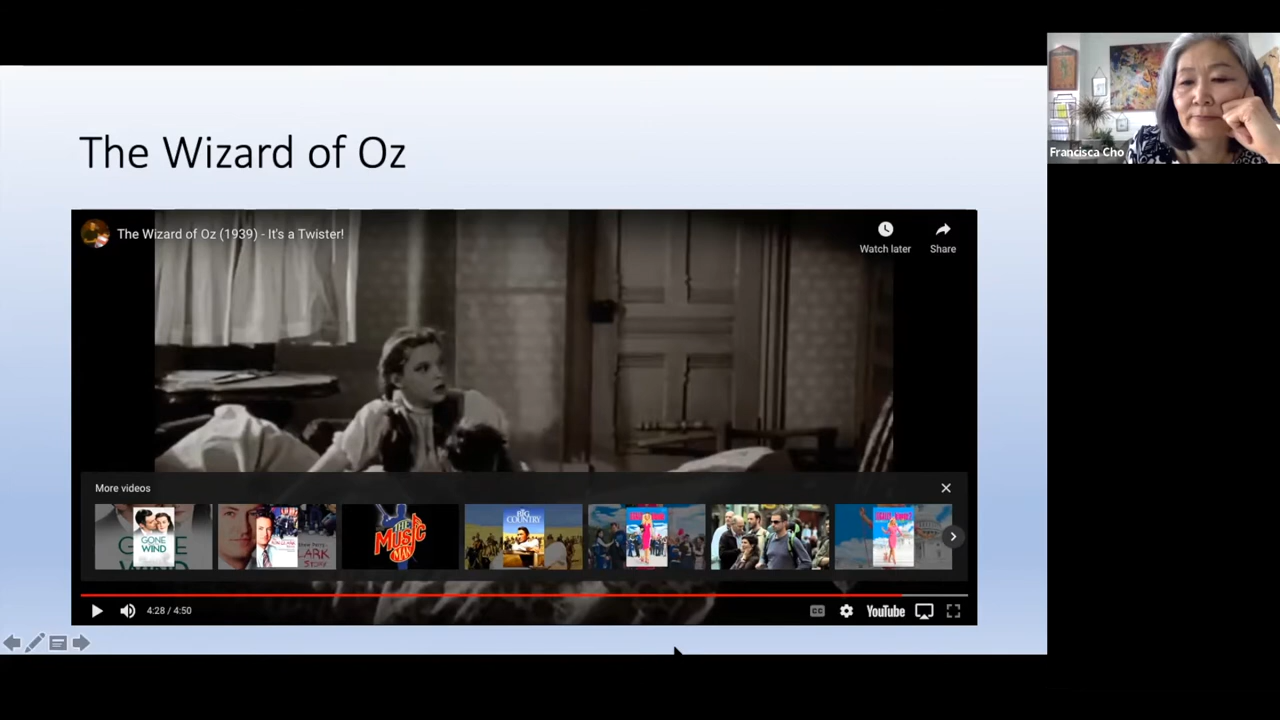 Francisca Cho
The Wizard of Oz
The Wizard of Oz (1939) - It's a Twister!
Watch later
Share
More videos
GONE
WIND
THE
MUSIC
MAN
BIG
COUNTRY
4:28 / 4:50
CC
YouTube